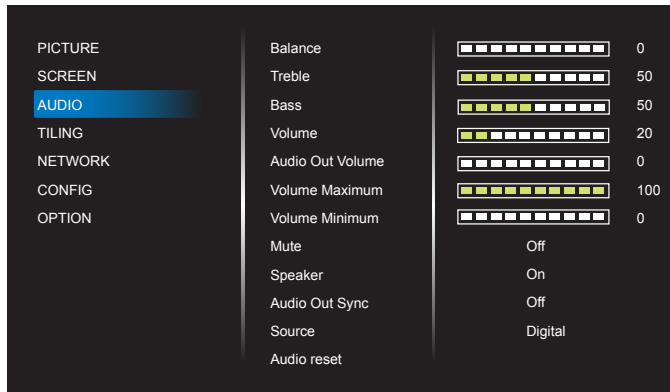 PICTURE
SCREEN
AUDIO
TILING
NETWORK
CONFIG
OPTION
Balance 0
Treble 50
Bass 50
Volume 20
Audio Out Volume 0
Volume Maximum 100
Volume Minimum 0
Mute Off
Speaker On
Audio Out Sync Off
Source Digital
Audio reset